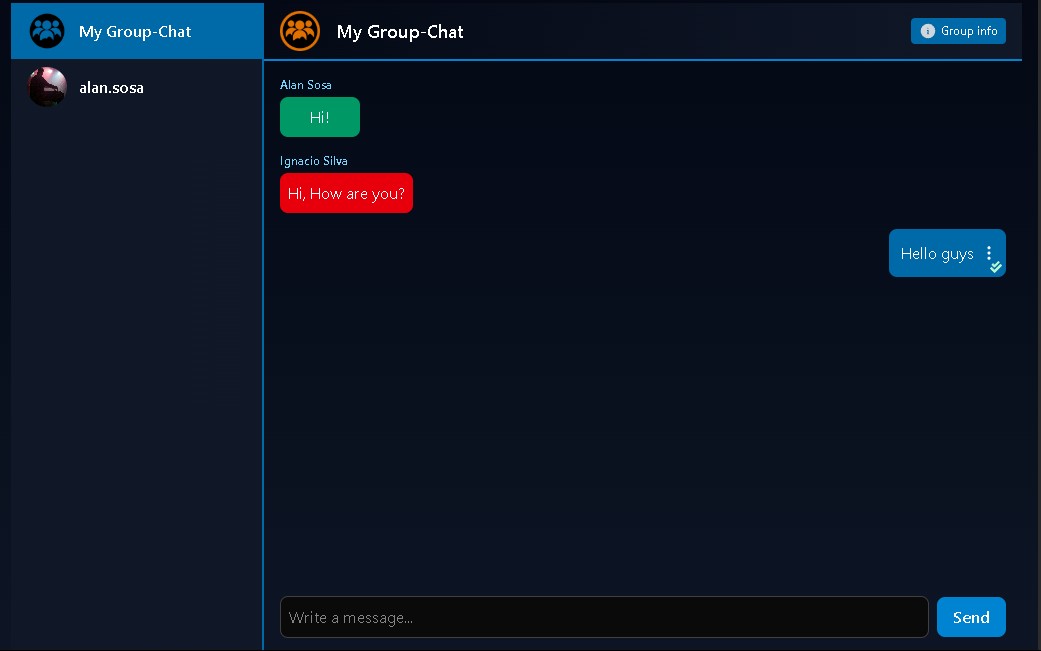 My Group-Chat
alan.sosa
My Group-Chat
Group info
Alan Sosa
Hi!
Ignacio Silva
Hi, How are you?
Hello guys
Write a message...
Send